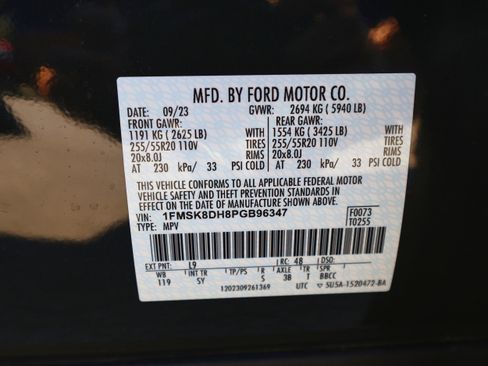 MFD. BY FORD MOTOR CO.
DATE: 09/23 GVWR: 2694 KG ( 5940 LB)
FRONT GAWR: REAR GAWR:
1191 KG ( 2625 LB) WITH 1554 KG ( 3425 LB) WITH
255/55R20 110V TIRES 255/55R20 110V TIRES
20x8.0J RIMS 20x8.0J RIMS
AT 230 kPa/ 33 PSI COLD AT 230 kPa/ 33 PSI COLD
THIS VEHICLE CONFORMS TO ALL APPLICABLE FEDERAL MOTOR
VEHICLE SAFETY AND THEFT PREVENTION STANDARDS IN
EFFECT ON THE DATE OF MANUFACTURE SHOWN ABOVE.
VIN: 1FMSK8DH8PGB96347 F0073
TYPE: MPV T0255
EXT PNT: L9 RC: 48 DSO:
WB INT TR TP/PS R AXLE TR SPR
119 SY S 3B T BBCC
1202309261369 UTC 5U5A-1520472-BA